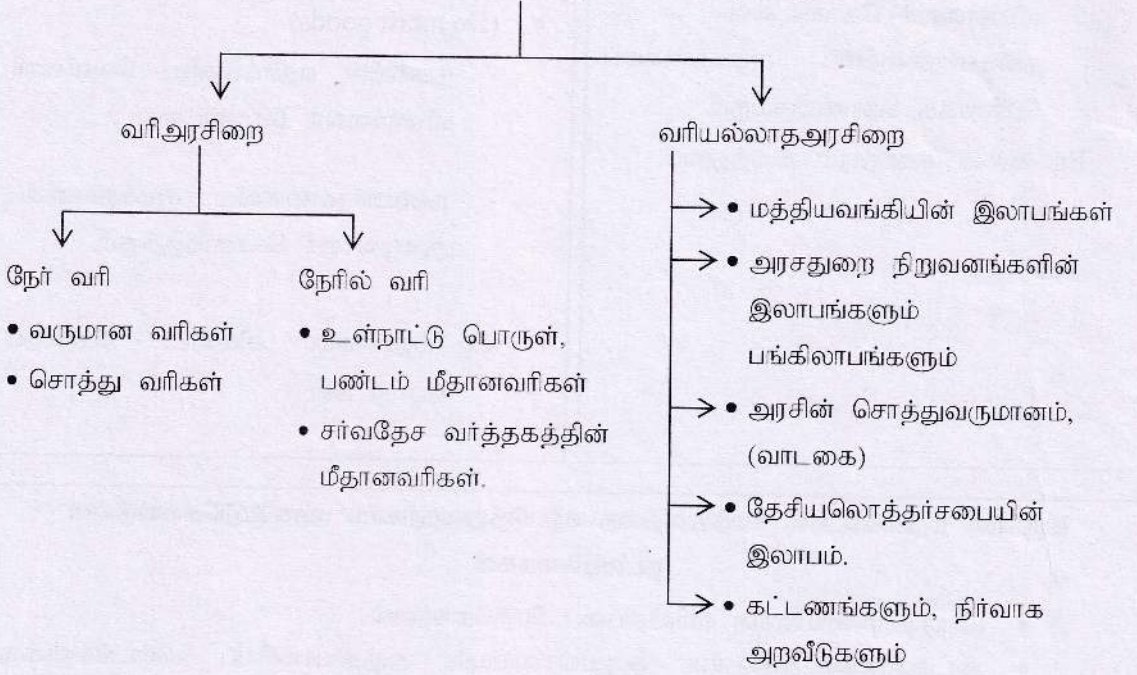 வரிஅரசிறை
வரியல்லாதஅரசிறை
நேர் வரி
• வருமான வரிகள்
• சொத்து வரிகள்
நேரில் வரி
• உள்நாட்டு பொருள்,
பண்டம் மீதானவரிகள்
• சர்வதேச வர்த்தகத்தின்
மீதானவரிகள்.
• மத்தியவங்கியின் இலாபங்கள்
• அரசதுறை நிறுவனங்களின்
இலாபங்களும்
பங்கிலாபங்களும்
• அரசின் சொத்துவருமானம்,
(வாடகை)
• தேசியலொத்தர்சபையின்
இலாபம்.
• கட்டணங்களும், நிர்வாக
அறவீடுகளும்